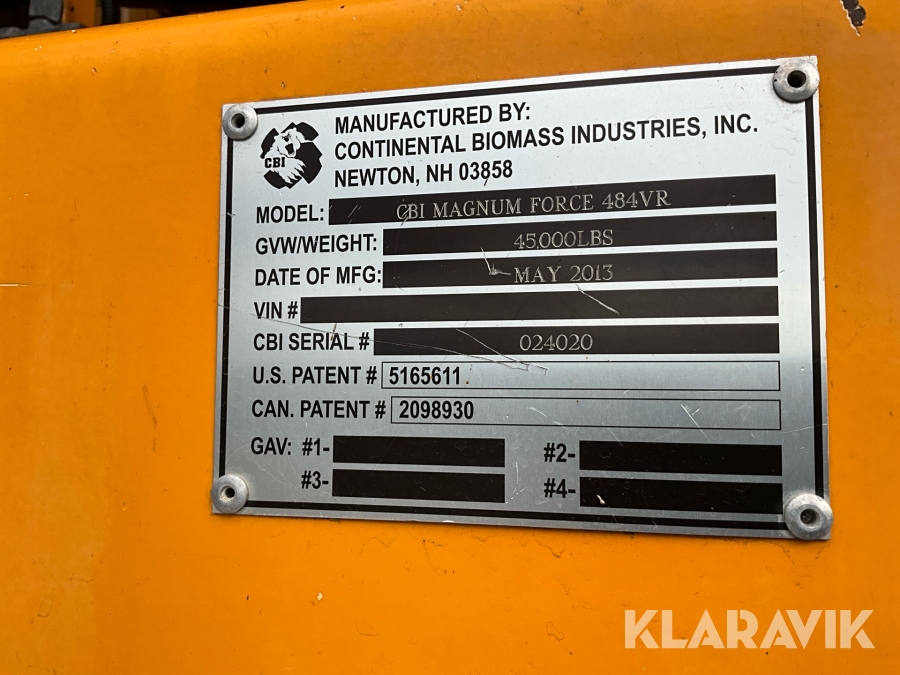 MANUFACTURED BY:
CONTINENTAL BIOMASS INDUSTRIES, INC.
NEWTON, NH 03858
CBI
MODEL: CBI MAGNUM FORCE 484VR
GVW/WEIGHT: 45,000LBS
DATE OF MFG: MAY 2013
VIN #
CBI SERIAL # 024020
U.S. PATENT # 5165611
CAN. PATENT # 2098930
GAV: #1- #2-
#3- #4-
KLARAVIK